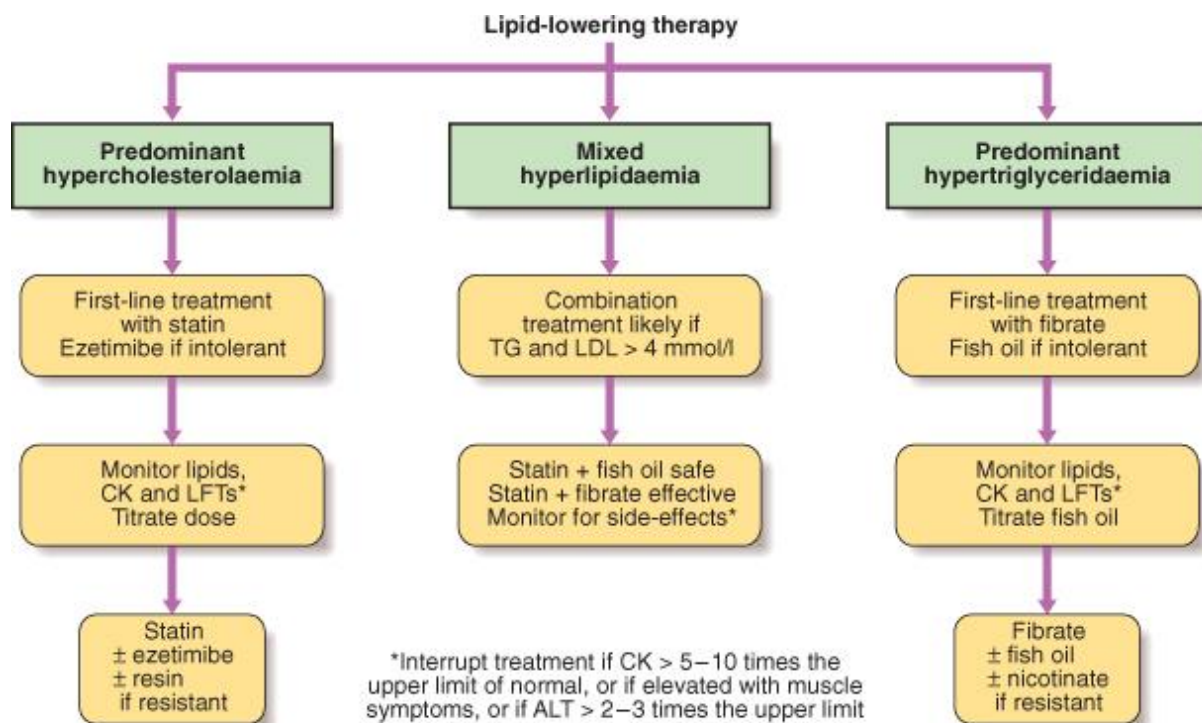 Lipid-lowering therapy
Predominant
hypercholesterolaemia
Mixed
hyperlipidaemia
Predominant
hypertriglyceridaemia
First-line treatment
with statin
Ezetimibe if intolerant
Combination
treatment likely if
TG and LDL > 4 mmol/l
First-line treatment
with fibrate
Fish oil if intolerant
Monitor lipids,
CK and LFTs*
Titrate dose
Statin + fish oil safe
Statin + fibrate effective
Monitor for side-effects*
Monitor lipids,
CK and LFTs*
Titrate fish oil
Statin
± ezetimibe
± resin
if resistant
*Interrupt treatment if CK > 5–10 times the
upper limit of normal, or if elevated with muscle
symptoms, or if ALT > 2–3 times the upper limit
Fibrate
± fish oil
± nicotinate
if resistant